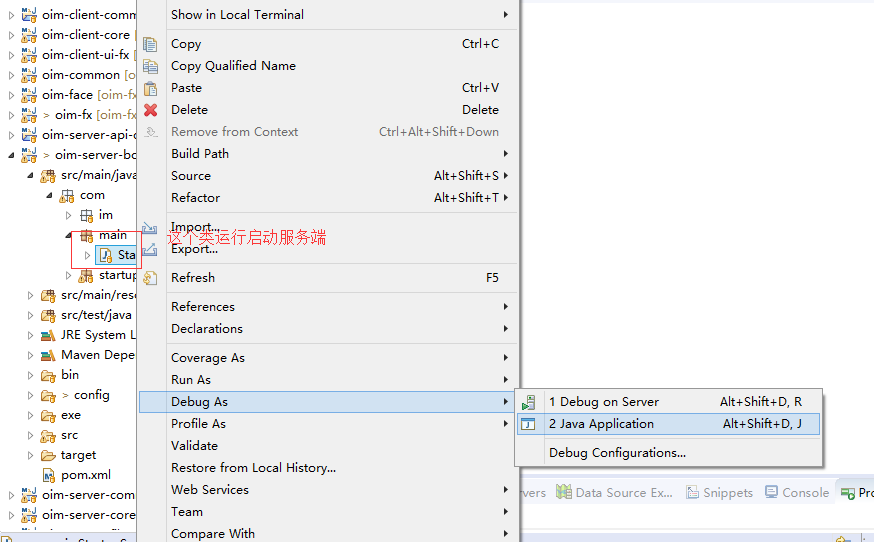 oim-client-comm
oim-client-core
oim-client-ui-fx [o
oim-common [o
oim-face [oim-fx
> oim-fx [oim-fx
oim-server-api-
> oim-server-bo
src/main/java
com
im
main
Sta
startup
src/main/reso
src/test/java
JRE System L
Maven Depe
bin
> config
exe
src
target
pom.xml
oim-server-com
oim-server-core
Show in Local Terminal
Copy Ctrl+C
Copy Qualified Name
Paste Ctrl+V
Delete Delete
Remove from Context Ctrl+Alt+Shift+Down
Build Path
Source Alt+Shift+S
Refactor Alt+Shift+T
Import...
这个类运行启动服务端
Export...
Refresh F5
References
Declarations
Coverage As
Run As
Debug As
Profile As
Validate
Restore from Local History...
Web Services
Team
Compare With
1 Debug on Server Alt+Shift+D, R
2 Java Application Alt+Shift+D, J
Debug Configurations...
rvers Data Source Ex... Snippets Console Pro